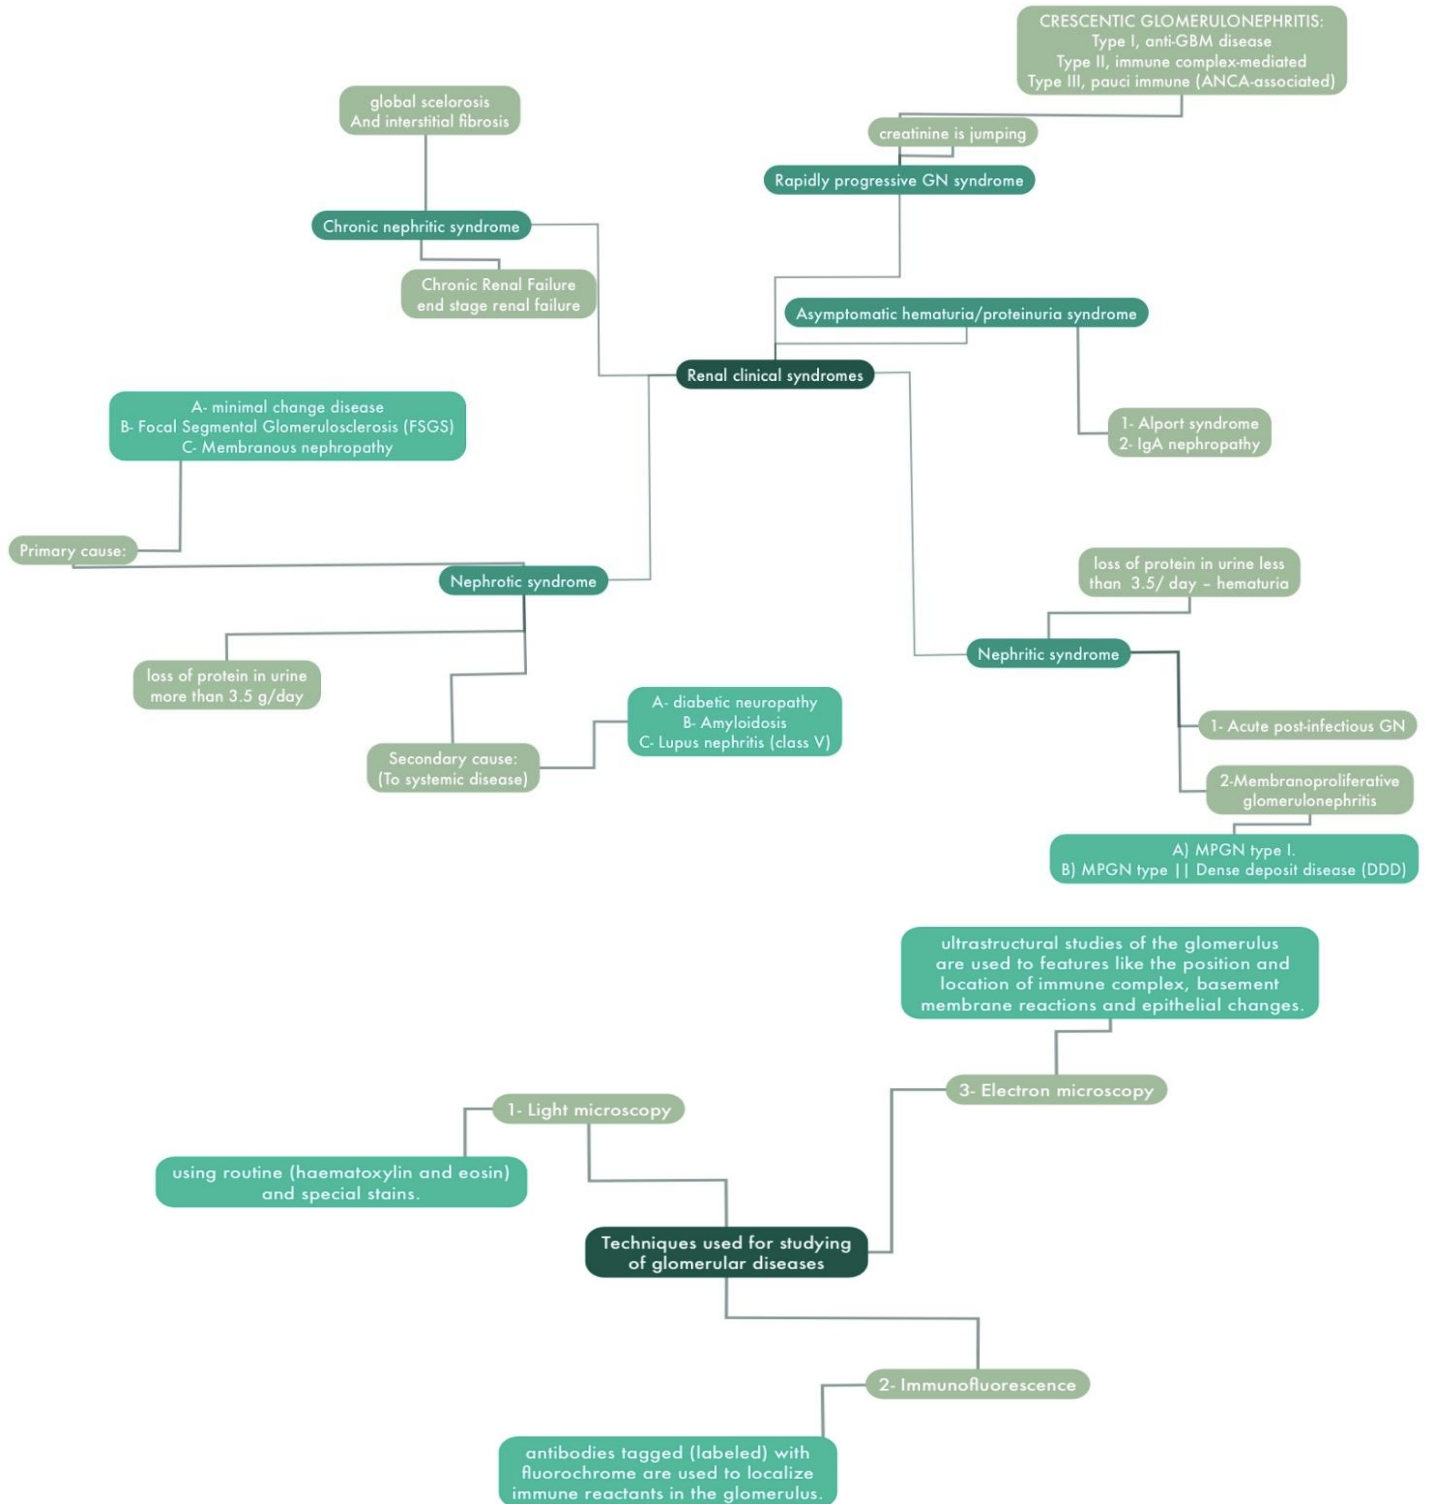 CRESCENTIC GLOMERULONEPHRITIS:
Type I, anti-GBM disease
Type II, immune complex-mediated
Type III, pauci immune (ANCA-associated)
global scelorosis
And interstitial fibrosis
creatinine is jumping
Rapidly progressive GN syndrome
Chronic nephritic syndrome
Chronic Renal Failure
end stage renal failure
Asymptomatic hematuria/proteinuria syndrome
Renal clinical syndromes
A- minimal change disease
B- Focal Segmental Glomerulosclerosis (FSGS)
C- Membranous nephropathy
1- Alport syndrome
2- IgA nephropathy
Primary cause:
Nephrotic syndrome
loss of protein in urine less
than 3.5/ day – hematuria
Nephritic syndrome
loss of protein in urine
more than 3.5 g/day
A- diabetic neuropathy
B- Amyloidosis
C- Lupus nephritis (class V)
Secondary cause:
(To systemic disease)
1- Acute post-infectious GN
2-Membranoproliferative
glomerulonephritis
A) MPGN type I.
B) MPGN type || Dense deposit disease (DDD)
ultrastructural studies of the glomerulus
are used to features like the position and
location of immune complex, basement
membrane reactions and epithelial changes.
3- Electron microscopy
1- Light microscopy
using routine (haematoxylin and eosin)
and special stains.
Techniques used for studying
of glomerular diseases
2- Immunofluorescence
antibodies tagged (labeled) with
fluorochrome are used to localize
immune reactants in the glomerulus.